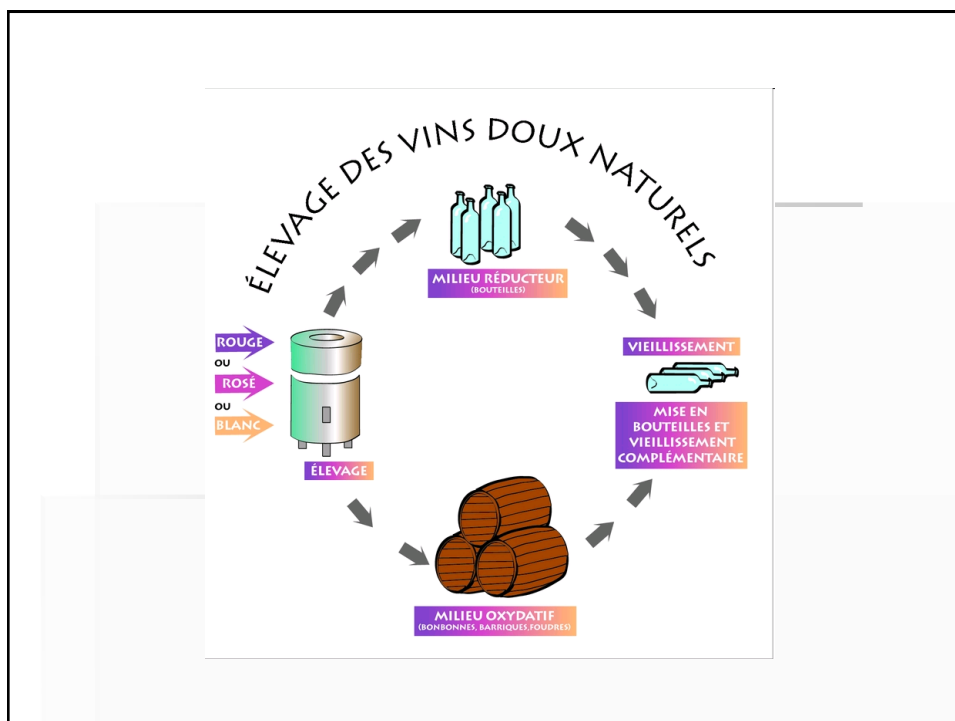 ÉLEVAGE DES VINS DOUX NATURELS
MILIEU RÉDUCTEUR
(BOUTEILLES)
ROUGE
OU
ROSÉ
OU
BLANC
ÉLEVAGE
VIEILLISSEMENT
MISE EN
BOUTEILLES ET
VIEILLISSEMENT
COMPLÉMENTAIRE
MILIEU OXYDATIF
(BONBONNES, BARRIQUES,FOUDRES)